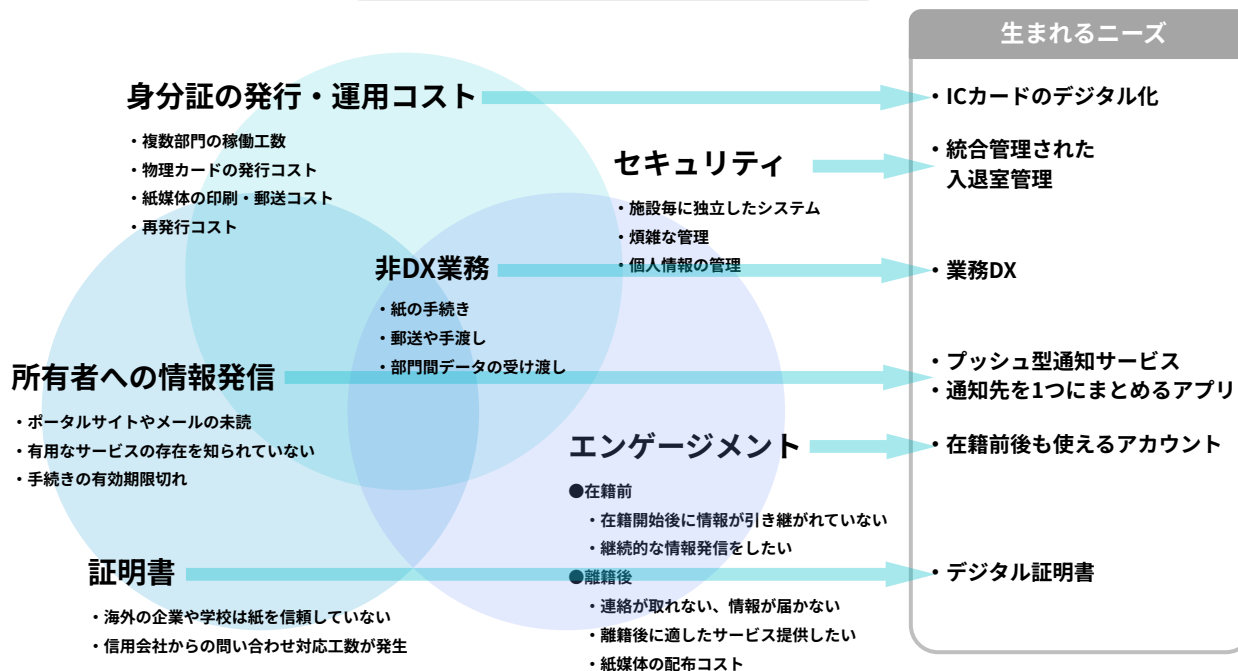 生まれるニーズ
身分証の発行・運用コスト
・複数部門の稼働工数
・物理カードの発行コスト
・紙媒体の印刷・郵送コスト
・再発行コスト
・ICカードのデジタル化
セキュリティ
・施設毎に独立したシステム
・煩雑な管理
・個人情報の管理
・統合管理された
入退室管理
非DX業務
・紙の手続き
・郵送や手渡し
・部門間データの受け渡し
・業務DX
所有者への情報発信
・ポータルサイトやメールの未読
・有用なサービスの存在を知られていない
・手続きの有効期限切れ
・プッシュ型通知サービス
・通知先を1つにまとめるアプリ
エンゲージメント
●在籍前
・在籍開始後に情報が引き継がれていない
・継続的な情報発信をしたい
●離籍後
・連絡が取れない、情報が届かない
・離籍後に適したサービス提供したい
・紙媒体の配布コスト
・在籍前後も使えるアカウント
証明書
・海外の企業や学校は紙を信頼していない
・信用会社からの問い合わせ対応工数が発生
・デジタル証明書